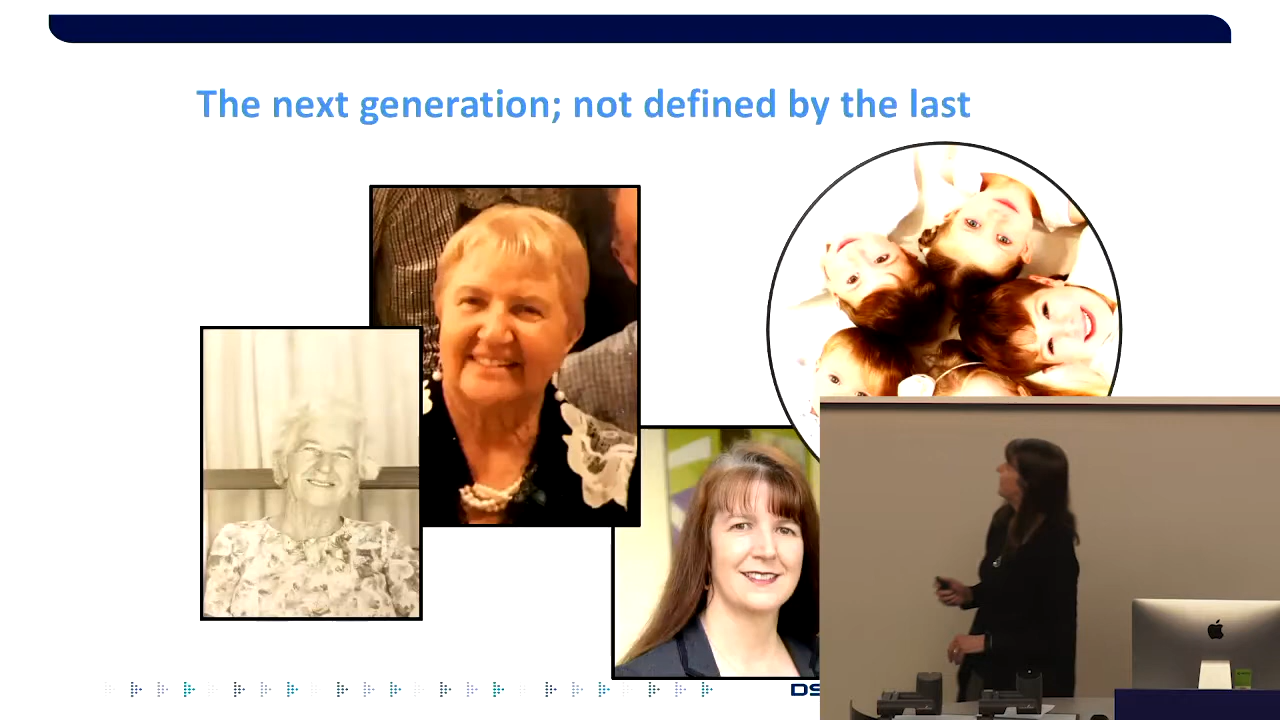 The next generation; not defined by the last